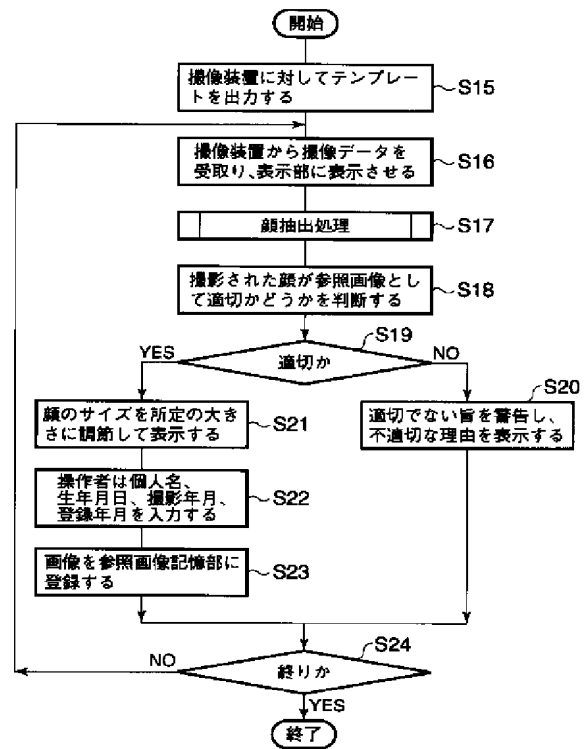 開始
撮像装置に対してテンプレー
トを出力する
S15
撮像装置から撮像データを
受取り、表示部に表示させる
S16
顔抽出処理
S17
撮影された顔が参照画像とし
て適切かどうかを判断する
S18
S19
YES
適切か
NO
S20
顔のサイズを所定の大き
さに調節して表示する
S21
適切でない旨を警告し、
不適切な理由を表示する
操作者は個人名、
生年月日、撮影年月、
登録年月を入力する
S22
画像を参照画像記憶部に
登録する
S23
S24
NO
終りか
YES
終了